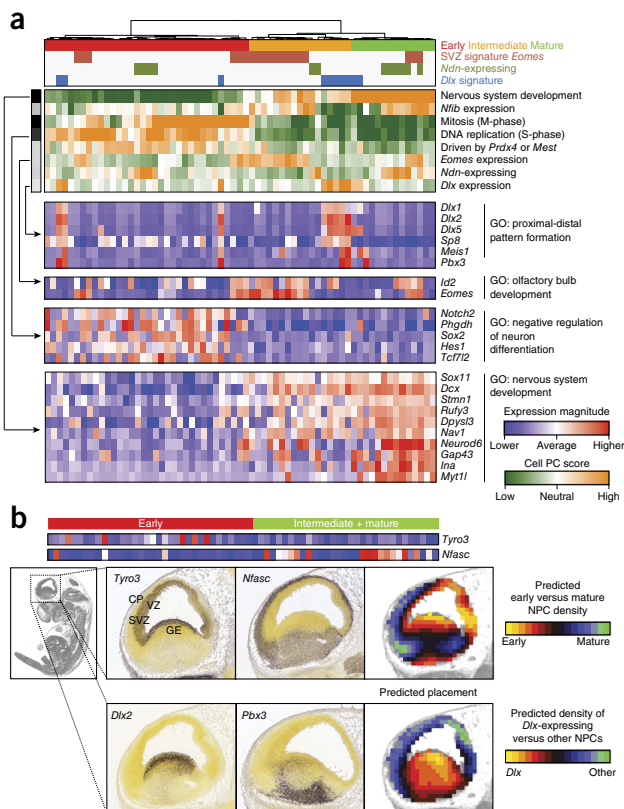 a
Early Intermediate Mature
SVZ signature Eomes
Ndn-expressing
Dlx signature
Nervous system development
Nfib expression
Mitosis (M-phase)
DNA replication (S-phase)
Driven by Prdx4 or Mest
Eomes expression
Ndn-expressing
Dlx expression
Dlx1
Dlx2
Dlx5
Sp8
Meis1
Pbx3
GO: proximal-distal
pattern formation
Id2
Eomes
GO: olfactory bulb
development
Notch2
Phgdh
Sox2
Hes1
Tcf7l2
GO: negative regulation
of neuron
differentiation
Sox11
Dcx
Stmn1
Rufy3
Dpysl3
Nav1
Neurod6
Gap43
Ina
Myt1l
GO: nervous system
development
Expression magnitude
Lower Average Higher
Cell PC score
Low Neutral High
b
Early Intermediate + mature
Tyro3
Nfasc
Tyro3
CP
VZ
SVZ
GE
Nfasc
Predicted
early versus mature
NPC density
Early Mature
Predicted placement
Dlx2
Pbx3
Predicted density of
Dlx-expressing
versus other NPCs
Dlx Other